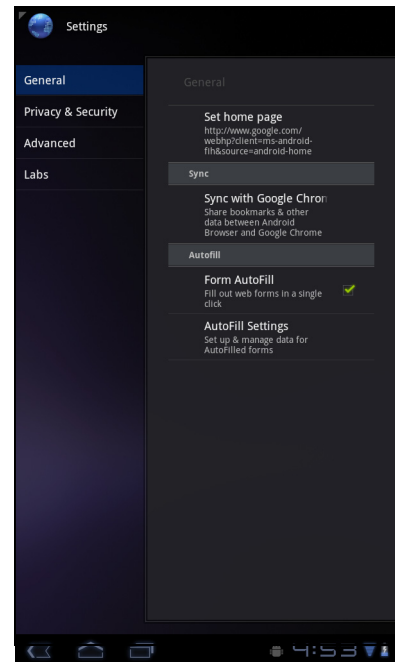 Settings
General
Privacy & Security
Advanced
Labs
General
Set home page
http://www.google.com/
webhp?client=ms-android-
fih&source=android-home
Sync
Sync with Google Chron
Share bookmarks & other
data between Android
Browser and Google Chrome
Autofill
Form AutoFill
Fill out web forms in a single
click
AutoFill Settings
Set up & manage data for
AutoFilled forms
4:53